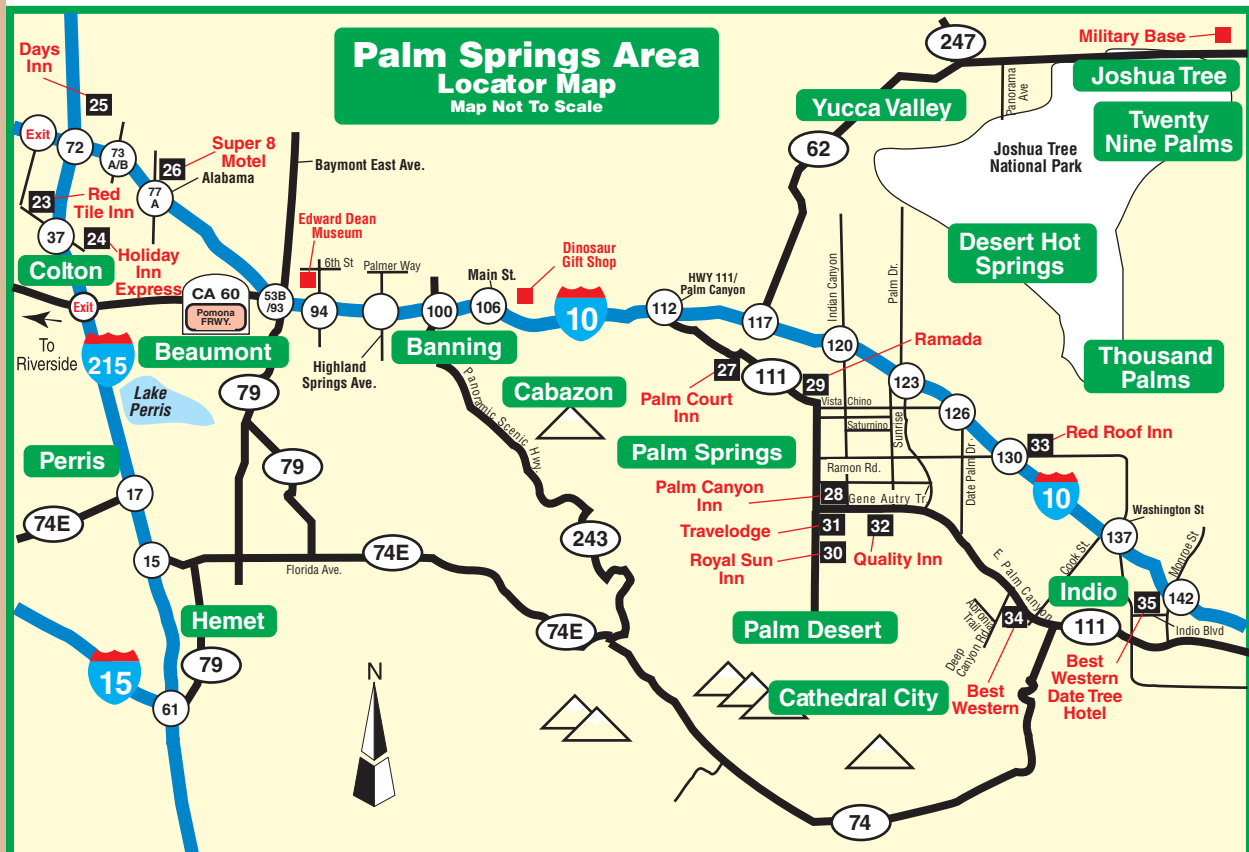 Palm Springs Area
Locator Map
Map Not To Scale
Days
Inn
25
Exit
72
73
A/B
77
A
26
Super 8
Motel
Alabama
23
Red
Tile Inn
37
24
Holiday
Inn
Express
Colton
Exit
CA 60
Pomona
FRWY.
To
Riverside
215
Beaumont
Lake
Perris
Perris
17
74E
15
Hemet
79
15
61
Baymont East Ave.
Edward Dean
Museum
6th St
Palmer Way
53B
/93
94
Highland
Springs Ave.
100
Main St.
106
Dinosaur
Gift Shop
10
Banning
79
79
Florida Ave.
74E
Panoramic Scenic Hwy.
243
74E
Cabazon
N
247
Military Base
Joshua Tree
Panorama
Ave
Yucca Valley
Twenty
Nine Palms
62
Joshua Tree
National Park
Desert Hot
Springs
Thousand
Palms
HWY 111/
Palm Canyon
112
117
Indian Canyon
Palm Dr.
120
Ramada
27
111
29
Palm Court
Inn
123
Vista Chino
Saturnino
Sunrise
126
Date Palm Dr.
Palm Springs
Ramon Rd.
130
33
Red Roof Inn
10
Palm Canyon
Inn
28
Gene Autry Tr.
Travelodge
31
32
Royal Sun
Inn
30
Quality Inn
Washington St
137
Monroe St
Cook St.
E. Palm Canyon
Indio
35
142
Indio Blvd
Palm Desert
Abronia
Trail
34
111
Deep
Canyon Rd.
Cathedral City
Best
Western
Best
Western
Date Tree
Hotel
74